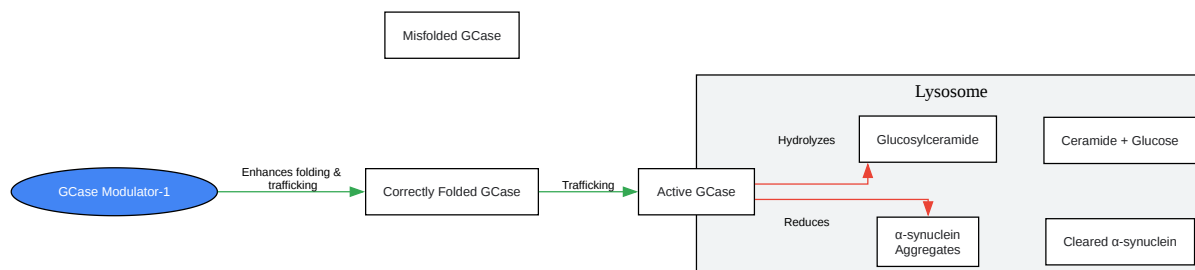 Misfolded GCase
Lysosome
Hydrolyzes
Glucosylceramide
Ceramide + Glucose
GCase Modulator-1
Enhances folding &
trafficking
Correctly Folded GCase
Trafficking
Active GCase
Reduces
α-synuclein
Aggregates
Cleared α-synuclein